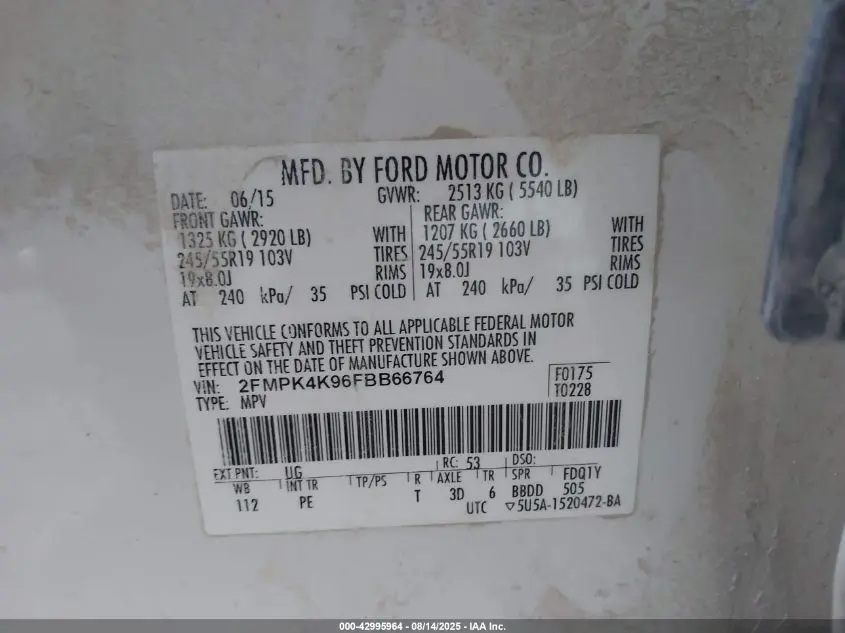 MFD. BY FORD MOTOR CO.
DATE: 06/15 GVWR: 2513 KG ( 5540 LB)
FRONT GAWR: REAR GAWR:
1325 KG ( 2920 LB) WITH 1207 KG ( 2660 LB) WITH
245/55R19 103V TIRES 245/55R19 103V TIRES
19x8.0J RIMS 19x8.0J RIMS
AT 240 kPa/ 35 PSI COLD AT 240 kPa/ 35 PSI COLD
THIS VEHICLE CONFORMS TO ALL APPLICABLE FEDERAL MOTOR
VEHICLE SAFETY AND THEFT PREVENTION STANDARDS IN
EFFECT ON THE DATE OF MANUFACTURE SHOWN ABOVE.
VIN: 2FMPK4K96FBB66764 F0175
TYPE: MPV T0228
EXT PNT: UG RC: 53 DSO:
WB INT TR TP/PS R AXLE TR SPR FDQ1Y
112 PE T 3D 6 BBDD 505
UTC ▽5U5A-1520472-BA
000-42995964 - 08/14/2025 - IAA Inc.